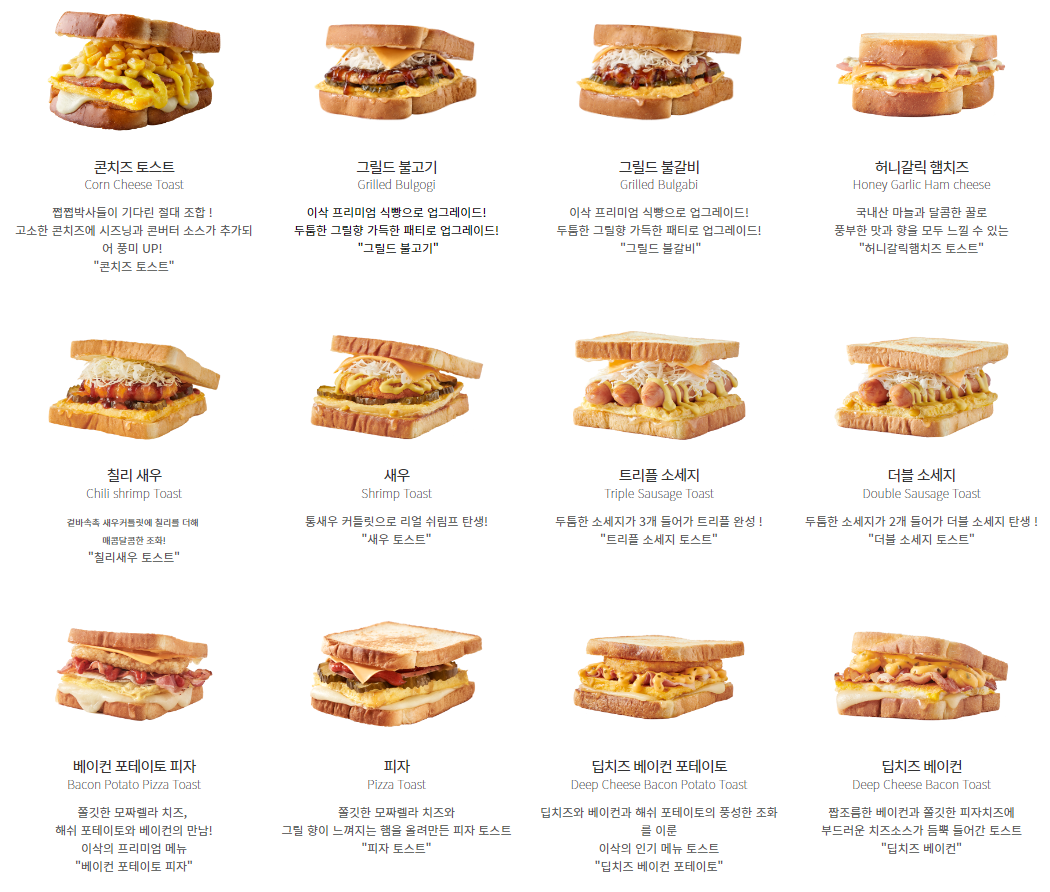 콘치즈 토스트
Corn Cheese Toast
쩝쩝박사들이 기다린 절대 조합 !
고소한 콘치즈에 시즈닝과 콘버터 소스가 추가되
어 풍미 UP!
"콘치즈 토스트"
그릴드 불고기
Grilled Bulgogi
이삭 프리미엄 식빵으로 업그레이드!
두툼한 그릴향 가득한 패티로 업그레이드!
"그릴드 불고기"
그릴드 불갈비
Grilled Bulgabi
이삭 프리미엄 식빵으로 업그레이드!
두툼한 그릴향 가득한 패티로 업그레이드!
"그릴드 불갈비"
허니갈릭 햄치즈
Honey Garlic Ham cheese
국내산 마늘과 달콤한 꿀로
풍부한 맛과 향을 모두 느낄 수 있는
"허니갈릭햄치즈 토스트"
칠리 새우
Chili shrimp Toast
겉바속촉 새우커틀릿에 칠리를 더해
매콤달콤한 조화!
"칠리새우 토스트"
새우
Shrimp Toast
통새우 커틀릿으로 리얼 쉬림프 탄생!
"새우 토스트"
트리플 소세지
Triple Sausage Toast
두툼한 소세지가 3개 들어가 트리플 완성 !
"트리플 소세지 토스트"
더블 소세지
Double Sausage Toast
두툼한 소세지가 2개 들어가 더블 소세지 탄생 !
"더블 소세지 토스트"
베이컨 포테이토 피자
Bacon Potato Pizza Toast
쫄깃한 모짜렐라 치즈,
해쉬 포테이토와 베이컨의 만남!
이삭의 프리미엄 메뉴
"베이컨 포테이토 피자"
피자
Pizza Toast
쫄깃한 모짜렐라 치즈와
그릴 향이 느껴지는 햄을 올려만든 피자 토스트
"피자 토스트"
딥치즈 베이컨 포테이토
Deep Cheese Bacon Potato Toast
딥치즈와 베이컨과 해쉬 포테이토의 풍성한 조화
를 이룬
이삭의 인기 메뉴 토스트
"딥치즈 베이컨 포테이토"
딥치즈 베이컨
Deep Cheese Bacon Toast
짭조름한 베이컨과 쫄깃한 피자치즈에
부드러운 치즈소스가 듬뿍 들어간 토스트
"딥치즈 베이컨"